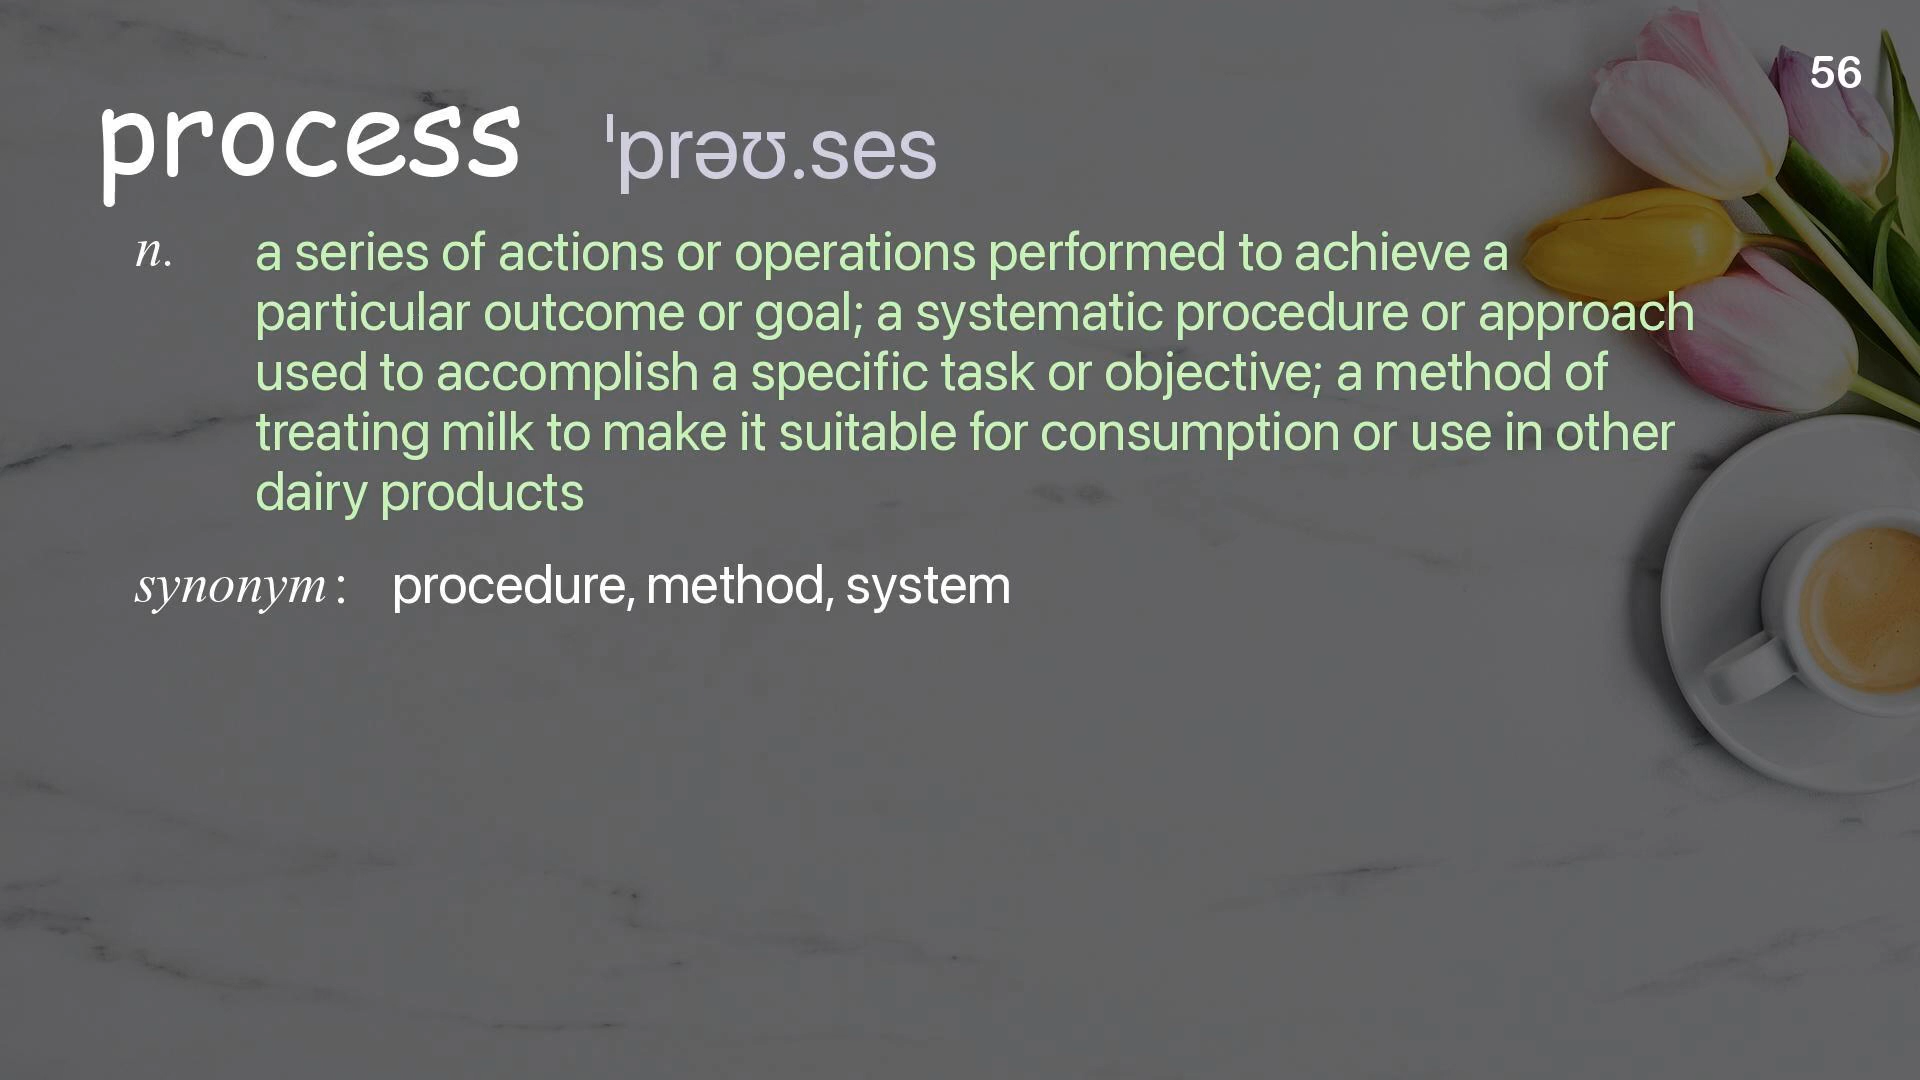 56
process ˈprəʊ.ses
n. a series of actions or operations performed to achieve a
particular outcome or goal; a systematic procedure or approach
used to accomplish a specific task or objective; a method of
treating milk to make it suitable for consumption or use in other
dairy products
synonym: procedure, method, system